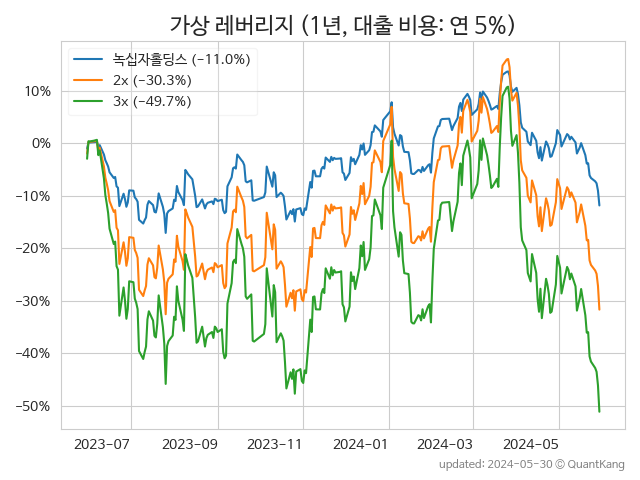 가상 레버리지 (1년, 대출 비용: 연 5%)
녹십자홀딩스 (−11.0%)
2x (−30.3%)
3x (−49.7%)
10%
0%
−10%
−20%
−30%
−40%
−50%
2023-07 2023-09 2023-11 2024-01 2024-03 2024-05
updated: 2024-05-30 © QuantKang